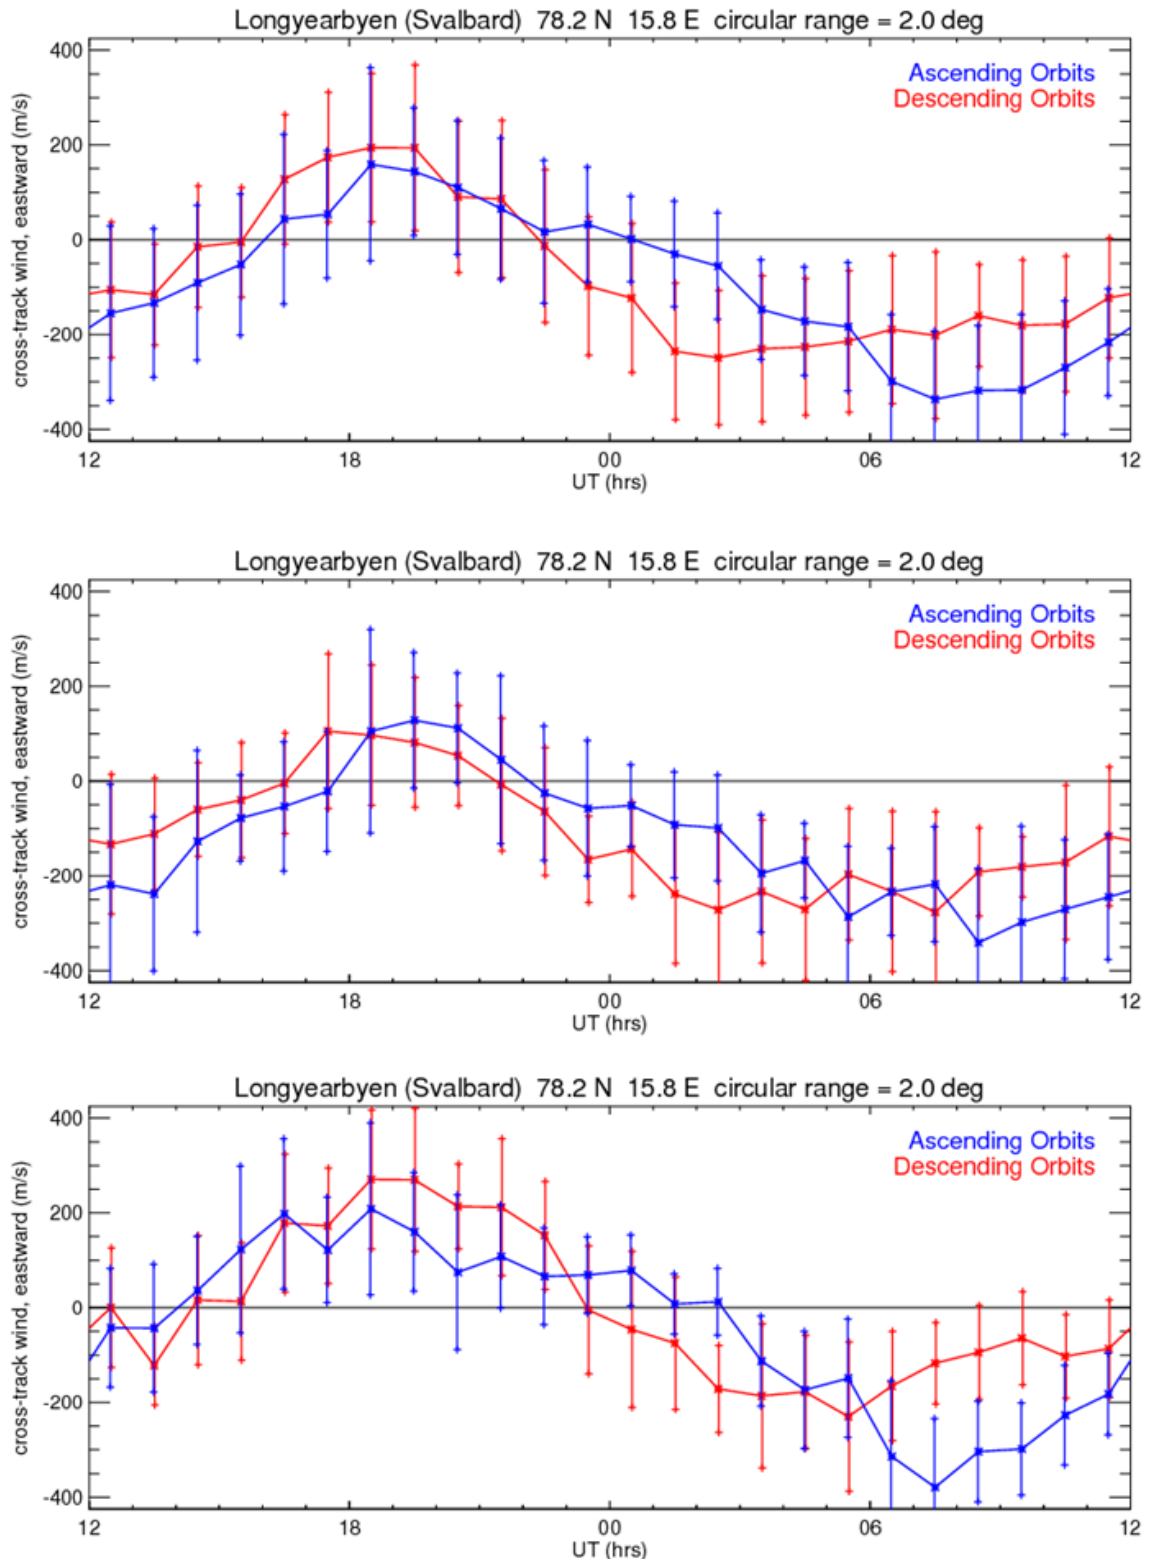 Longyearbyen (Svalbard)  78.2 N  15.8 E  circular range = 2.0 deg
Ascending Orbits
Descending Orbits
cross-track wind, eastward (m/s)
400
200
0
-200
-400
12 18 00 06 12
UT (hrs)
Longyearbyen (Svalbard)  78.2 N  15.8 E  circular range = 2.0 deg
Ascending Orbits
Descending Orbits
cross-track wind, eastward (m/s)
400
200
0
-200
-400
12 18 00 06 12
UT (hrs)
Longyearbyen (Svalbard)  78.2 N  15.8 E  circular range = 2.0 deg
Ascending Orbits
Descending Orbits
cross-track wind, eastward (m/s)
400
200
0
-200
-400
12 18 00 06 12
UT (hrs)